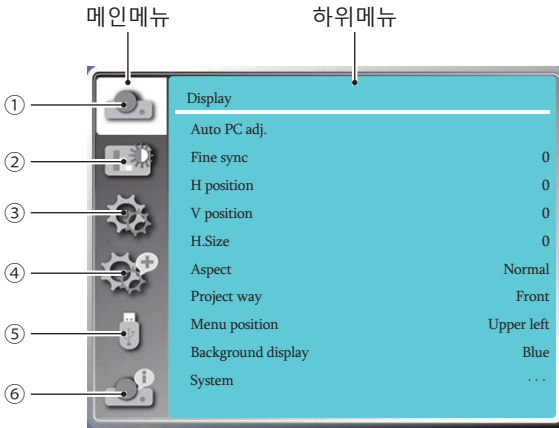 메인메뉴 하위메뉴
① Display
Auto PC adj.
② Fine sync 0
H position 0
③ V position 0
H.Size 0
④ Aspect Normal
Project way Front
⑤ Menu position Upper left
Background display Blue
⑥ System ···